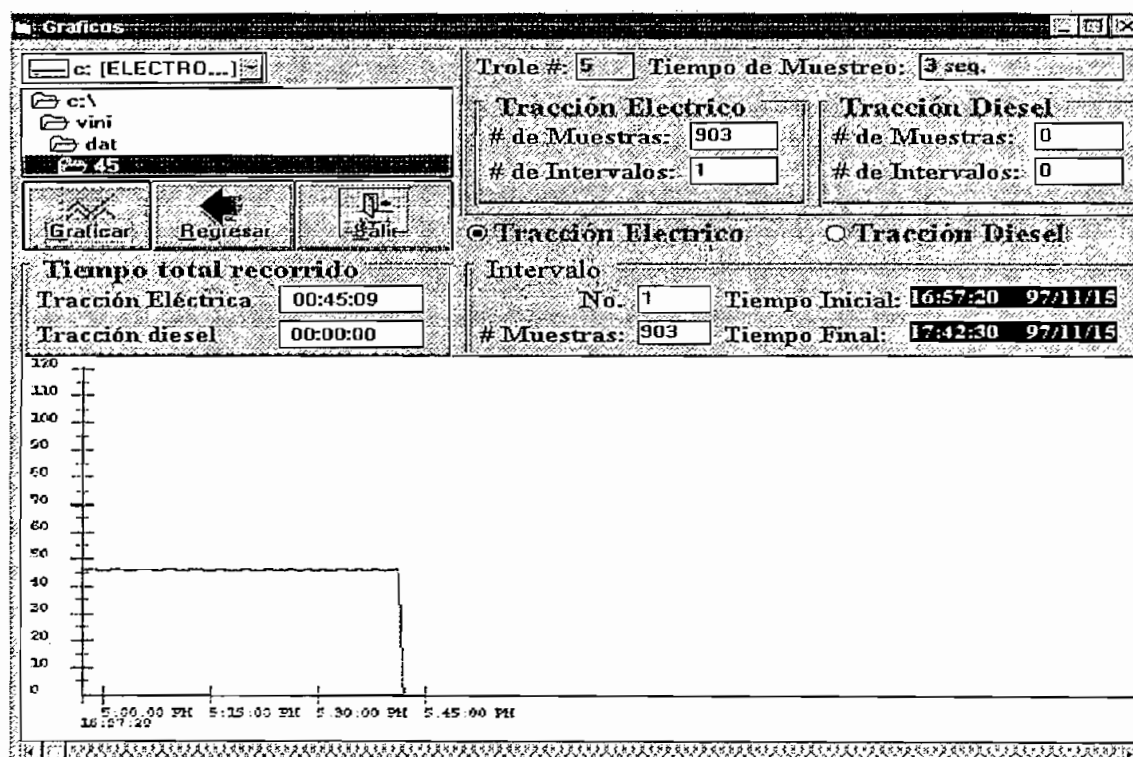 Graficos
c: [ELECTRO...]
Trole #: 5 Tiempo de Muestreo: 3 seg.
c:\
vini
dat
45
Tracción Electrico
# de Muestras: 903
# de Intervalos: 1
Tracción Diesel
# de Muestras: 0
# de Intervalos: 0
Graficar Regresar Salir
Tracción Electrico Tracción Diesel
Tiempo total recorrido
Tracción Eléctrica 00:45:09
Tracción diesel 00:00:00
Intervalo
No. 1 Tiempo Inicial: 16:57:20 97/11/15
# Muestras: 903 Tiempo Final: 17:42:30 97/11/15
120
110
100
90
80
70
60
50
40
30
20
10
0
5:00:00 PM 5:15:00 PM 5:30:00 PM 5:45:00 PM
16:57:20